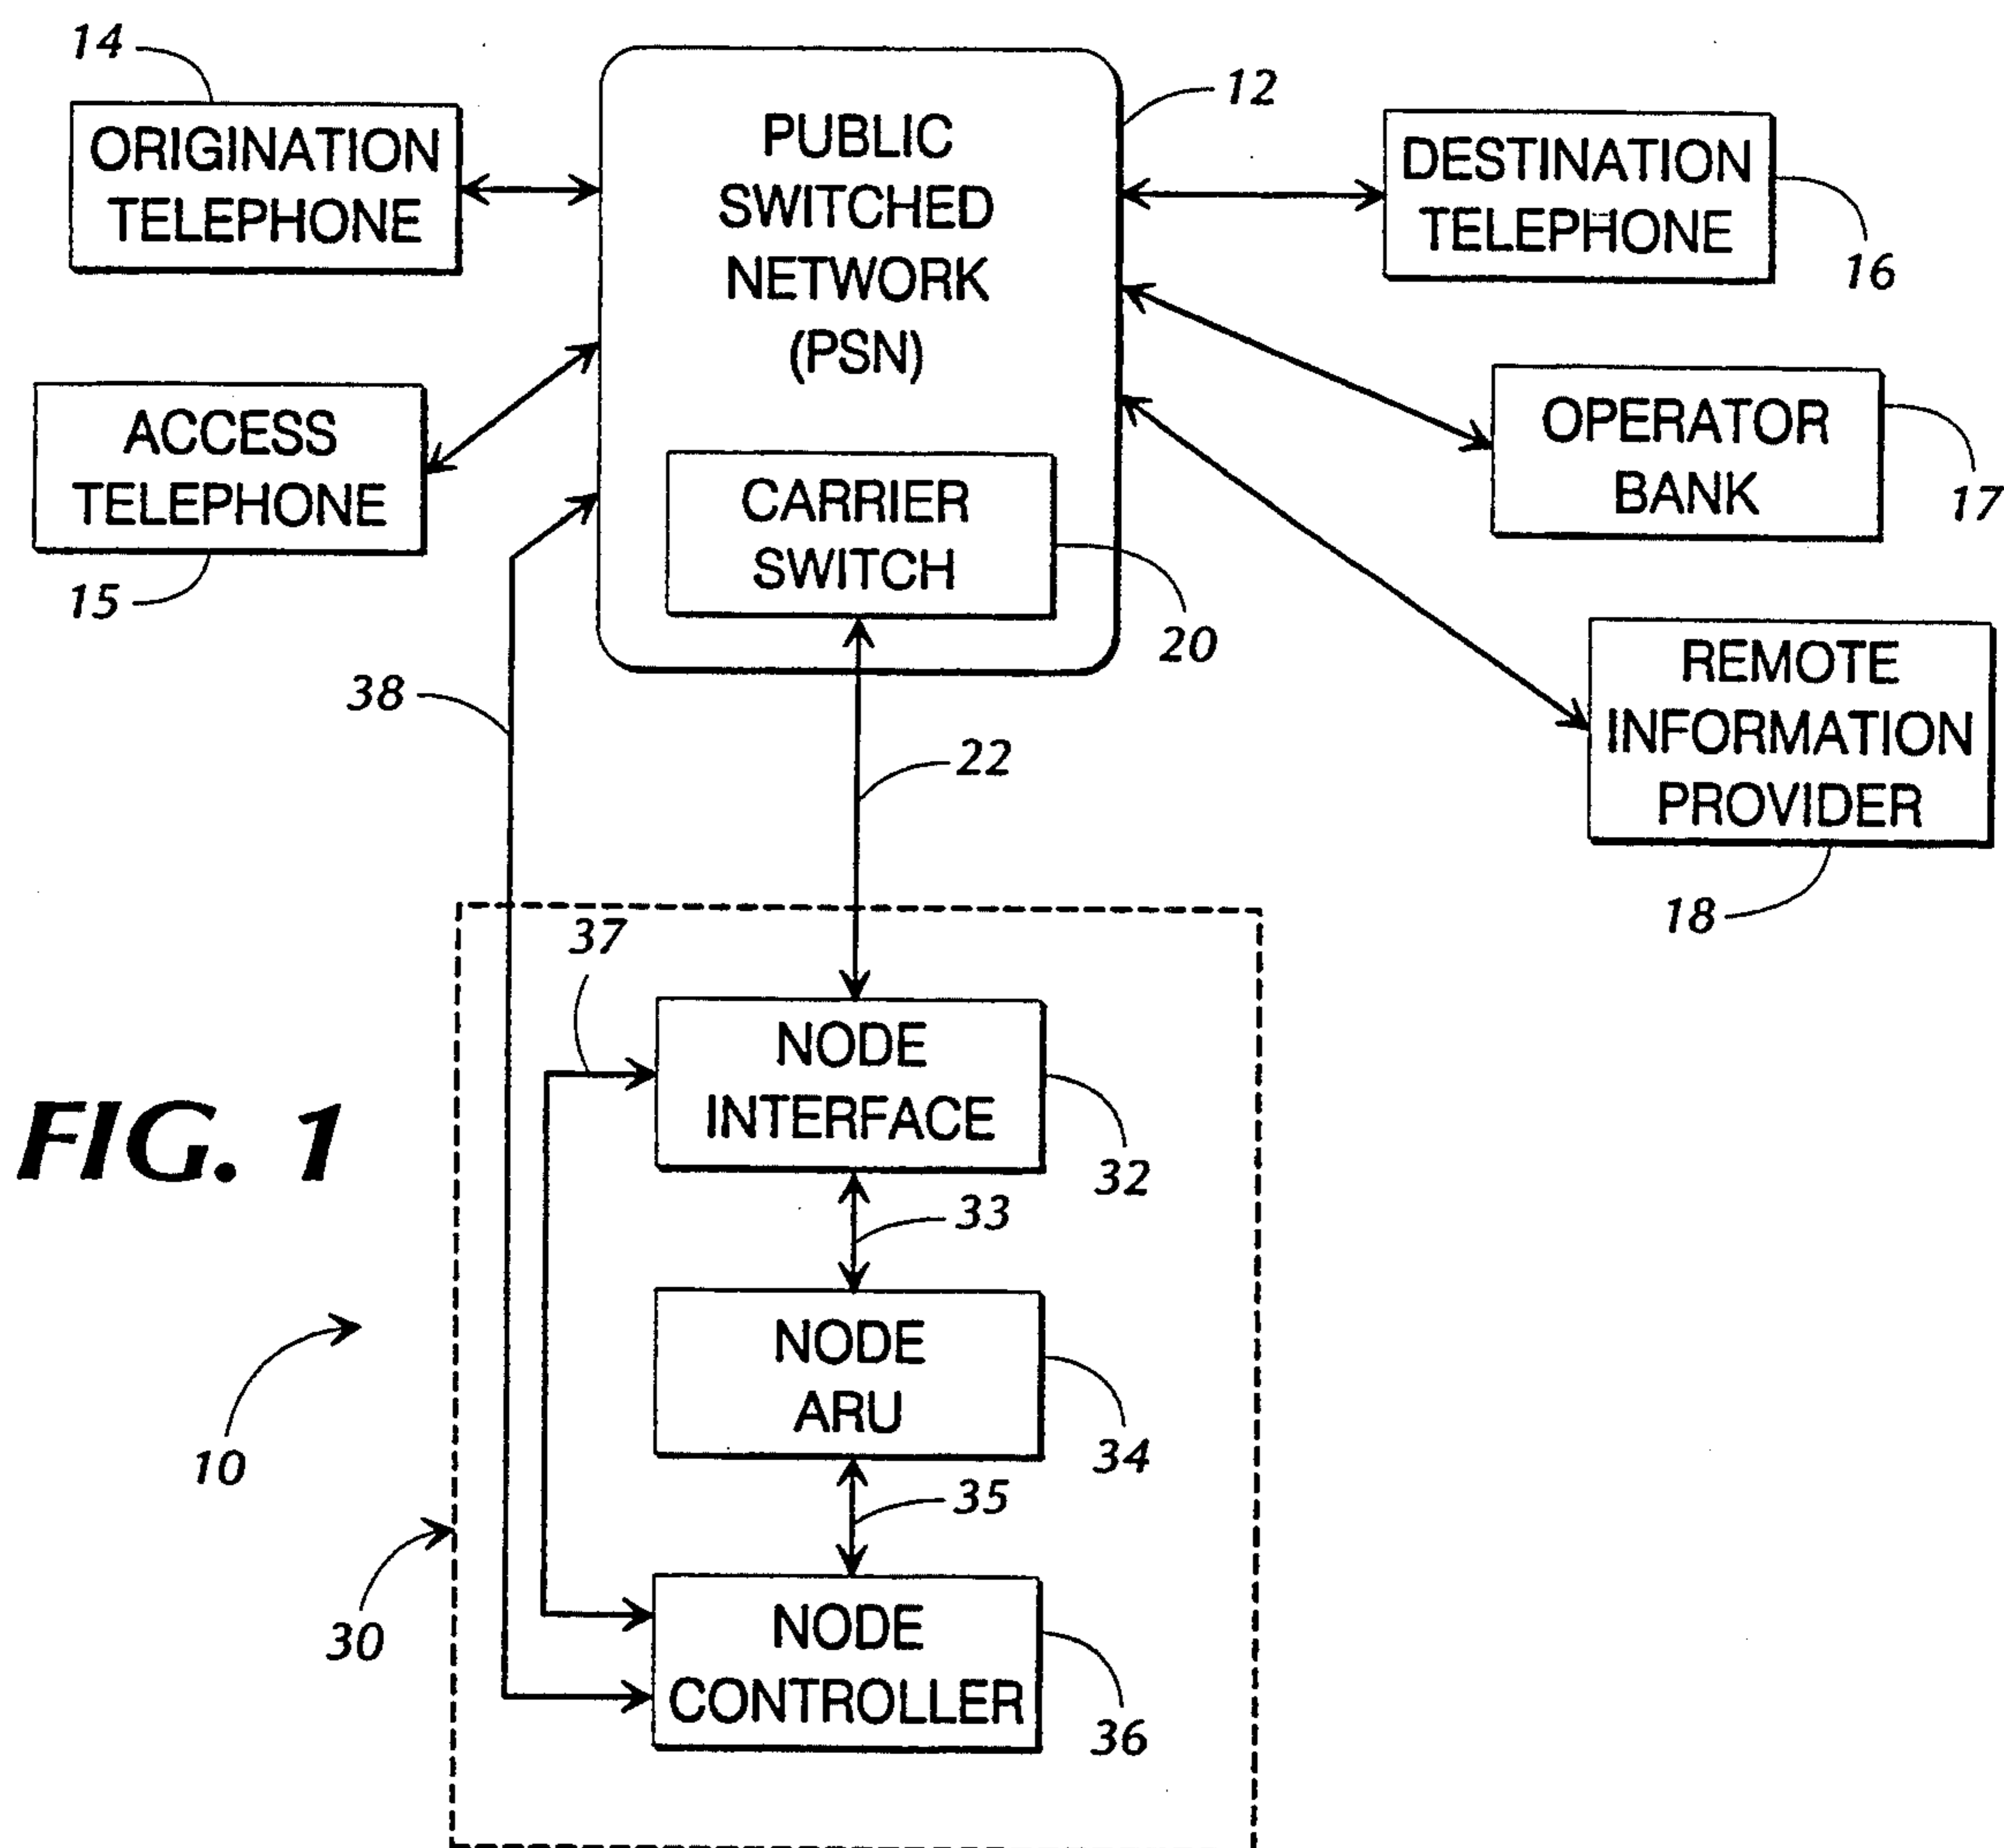 14
ORIGINATION
TELEPHONE
PUBLIC
SWITCHED
NETWORK
(PSN)
12
DESTINATION
TELEPHONE
16
ACCESS
TELEPHONE
15
CARRIER
SWITCH
20
OPERATOR
BANK
17
REMOTE
INFORMATION
PROVIDER
18
38
22
37
NODE
INTERFACE
32
FIG. 1
33
NODE
ARU
34
10
35
30
NODE
CONTROLLER
36